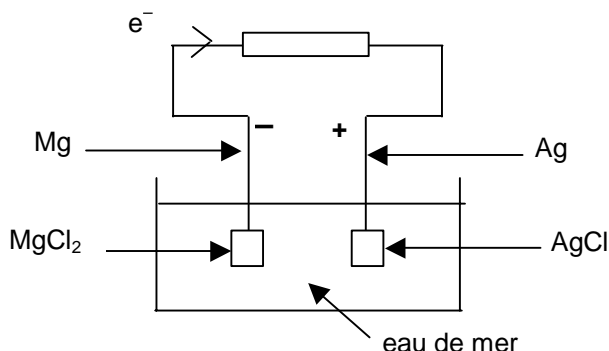 e⁻
− +
Mg Ag
MgCl₂ AgCl
eau de mer